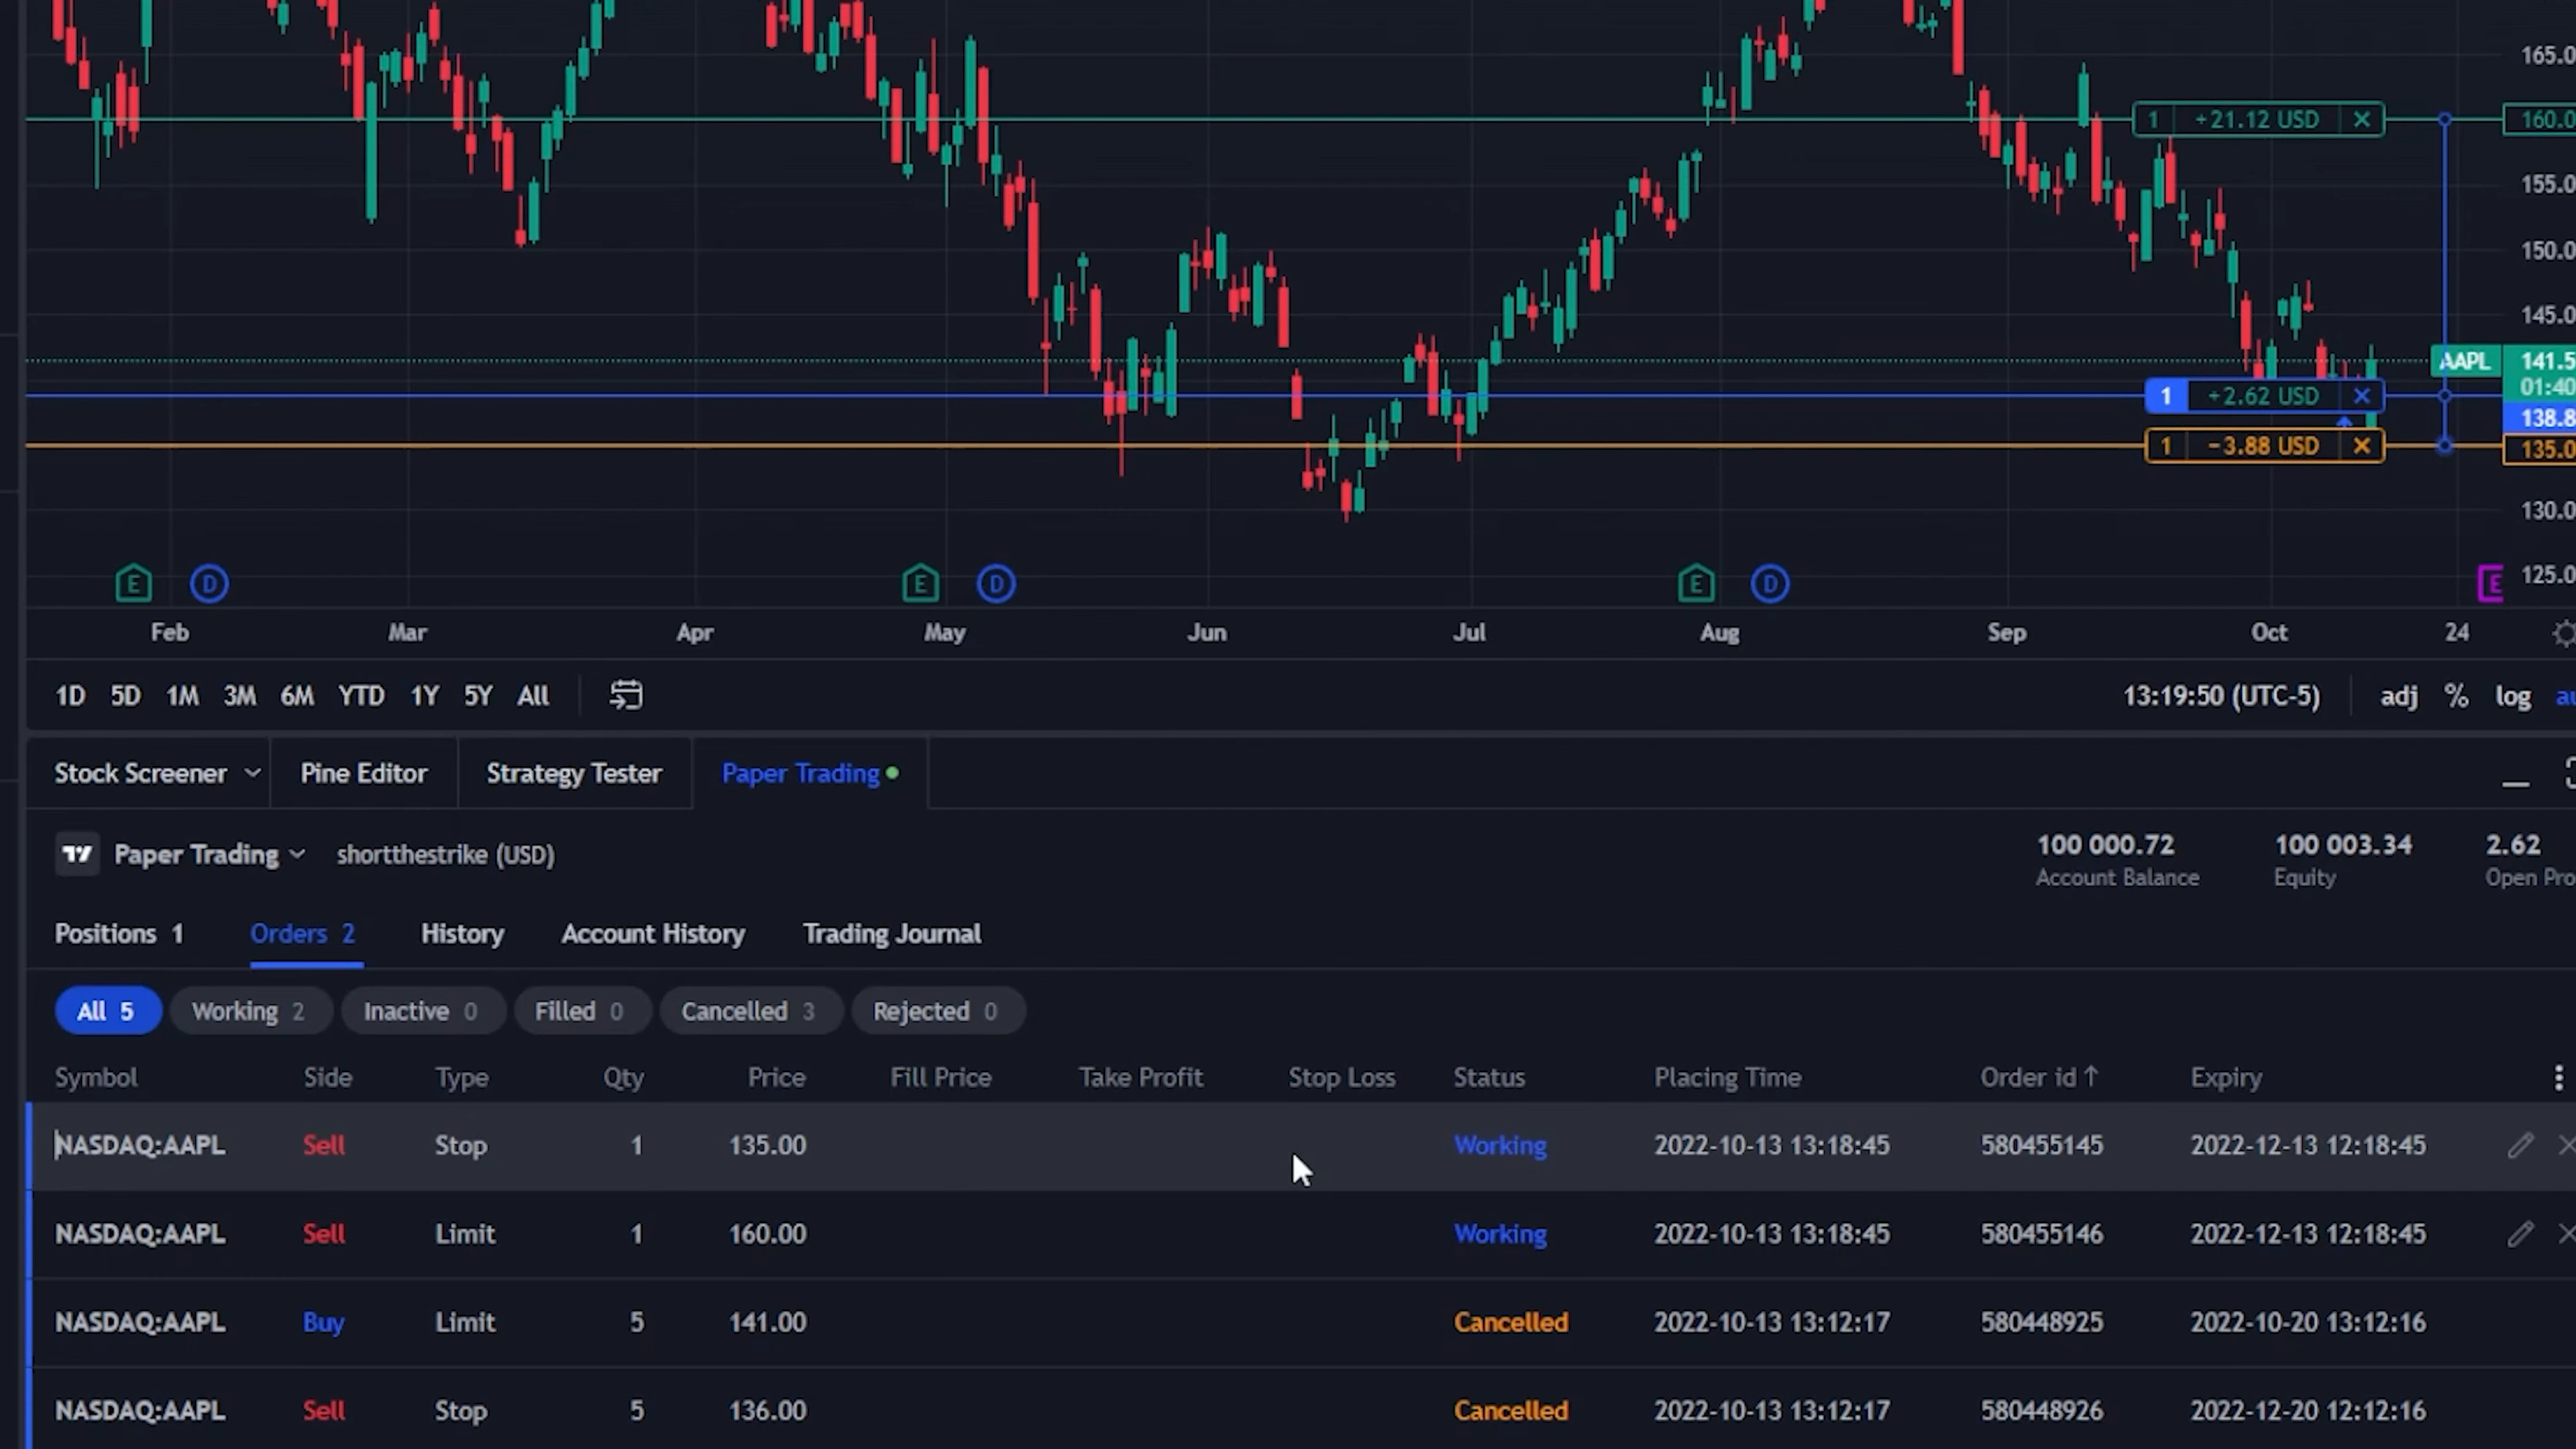 165.0
1 +21.12 USD ×
160.0
155.0
150.0
145.0
AAPL 141.5
01:40
1 +2.62 USD ×
138.8
1 −3.88 USD ×
135.0
130.0
125.0
E D E D E D E
Feb Mar Apr May Jun Jul Aug Sep Oct 24
1D 5D 1M 3M 6M YTD 1Y 5Y All 13:19:50 (UTC-5) adj % log au
Stock Screener Pine Editor Strategy Tester Paper Trading
Paper Trading shortthestrike (USD) 100 000.72 100 003.34 2.62
Account Balance Equity Open Pro
Positions 1 Orders 2 History Account History Trading Journal
All 5 Working 2 Inactive 0 Filled 0 Cancelled 3 Rejected 0
Symbol Side Type Qty Price Fill Price Take Profit Stop Loss Status Placing Time Order id ↑ Expiry
NASDAQ:AAPL Sell Stop 1 135.00 Working 2022-10-13 13:18:45 580455145 2022-12-13 12:18:45
NASDAQ:AAPL Sell Limit 1 160.00 Working 2022-10-13 13:18:45 580455146 2022-12-13 12:18:45
NASDAQ:AAPL Buy Limit 5 141.00 Cancelled 2022-10-13 13:12:17 580448925 2022-10-20 13:12:16
NASDAQ:AAPL Sell Stop 5 136.00 Cancelled 2022-10-13 13:12:17 580448926 2022-12-20 12:12:16